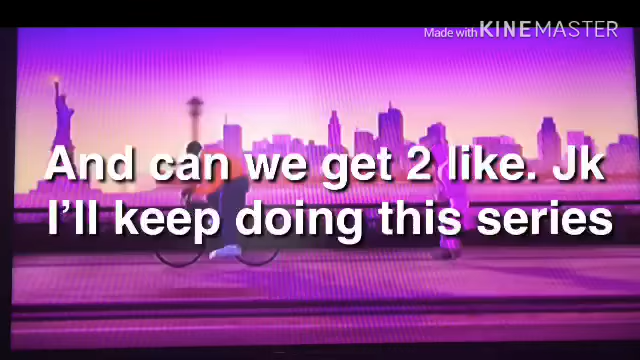 Made with KINEMASTER
And can we get 2 like. Jk
I’ll keep doing this series